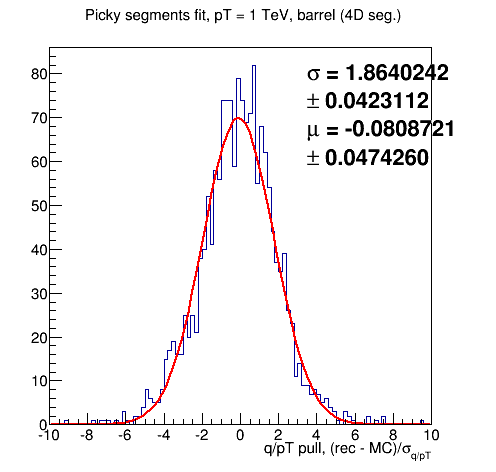 Picky segments fit, pT = 1 TeV, barrel (4D seg.)
σ = 1.8640242
± 0.0423112
μ = -0.0808721
± 0.0474260
80
70
60
50
40
30
20
10
0
-10 -8 -6 -4 -2 0 2 4 6 8 10
q/pT pull, (rec - MC)/σ_q/pT